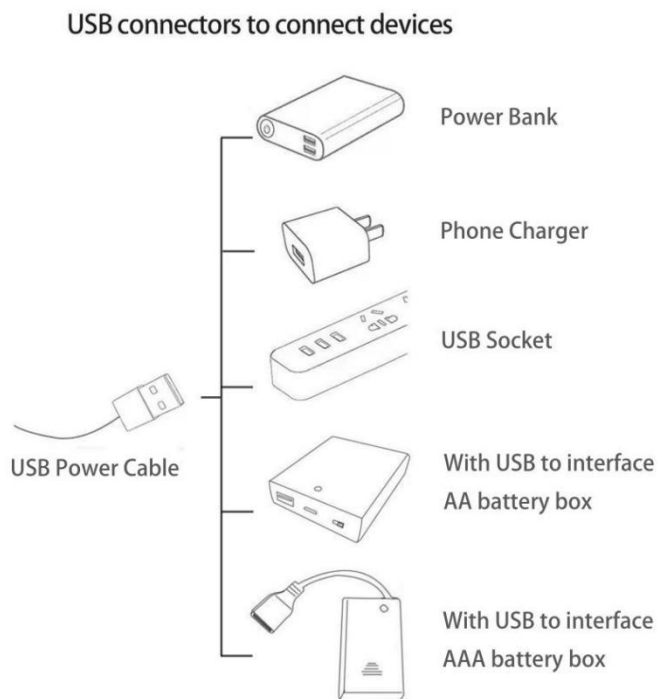 USB connectors to connect devices
Power Bank
Phone Charger
USB Socket
USB Power Cable
With USB to interface
AA battery box
With USB to interface
AAA battery box